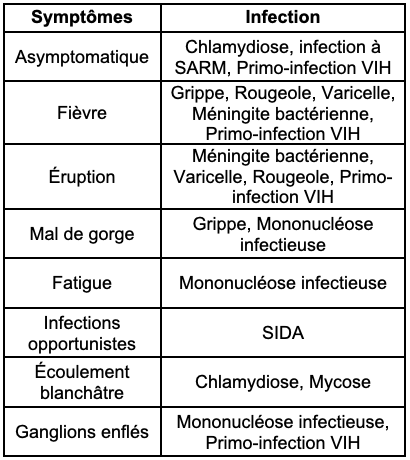 Symptômes Infection
Asymptomatique
Chlamydiose, infection à
SARM, Primo-infection VIH
Fièvre
Grippe, Rougeole, Varicelle,
Méningite bactérienne,
Primo-infection VIH
Éruption
Méningite bactérienne,
Varicelle, Rougeole, Primo-
infection VIH
Mal de gorge
Grippe, Mononucléose
infectieuse
Fatigue
Mononucléose infectieuse
Infections
opportunistes
SIDA
Écoulement
blanchâtre
Chlamydiose, Mycose
Ganglions enflés
Mononucléose infectieuse,
Primo-infection VIH